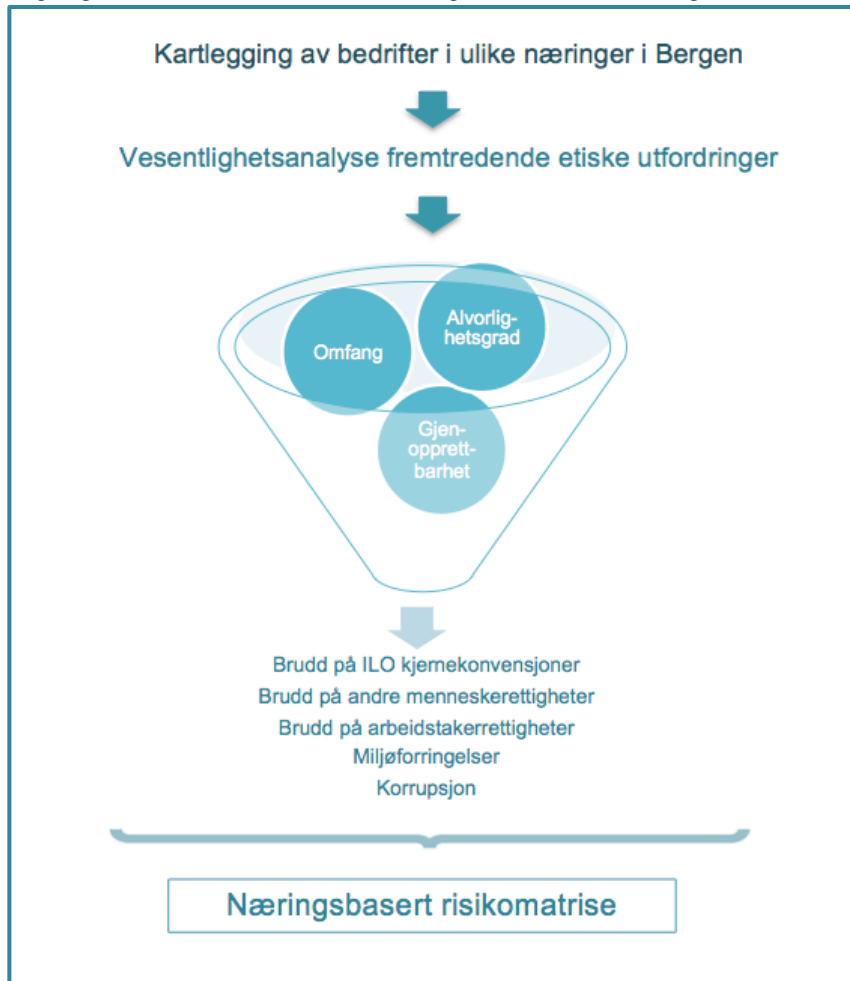 Kartlegging av bedrifter i ulike næringer i Bergen
Vesentlighetsanalyse fremtredende etiske utfordringer
Omfang
Alvorlig-
hetsgrad
Gjen-
opprett-
barhet
Brudd på ILO kjernekonvensjoner
Brudd på andre menneskerettigheter
Brudd på arbeidstakerrettigheter
Miljøforringelser
Korrupsjon
Næringsbasert risikomatrise